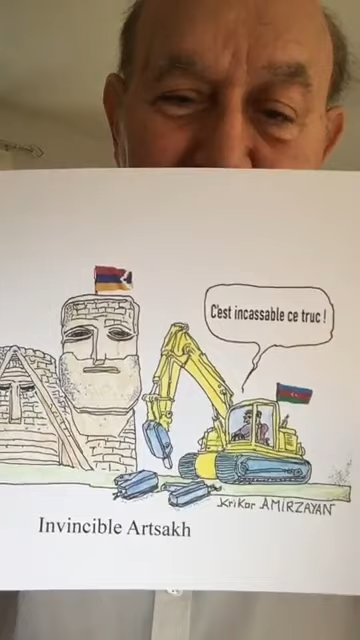 C'est incassable ce truc !
KriKor AMIRZAYAN
Invincible Artsakh